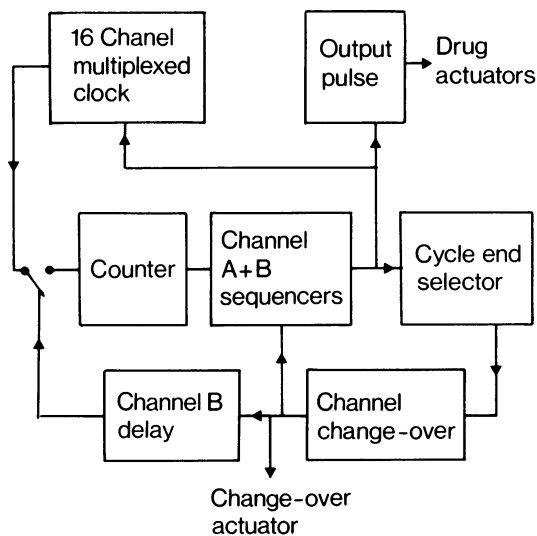 16 Chanel
multiplexed
clock
Output
pulse
Drug
actuators
Counter
Channel
A+B
sequencers
Cycle end
selector
Channel B
delay
Channel
change-over
Change-over
actuator